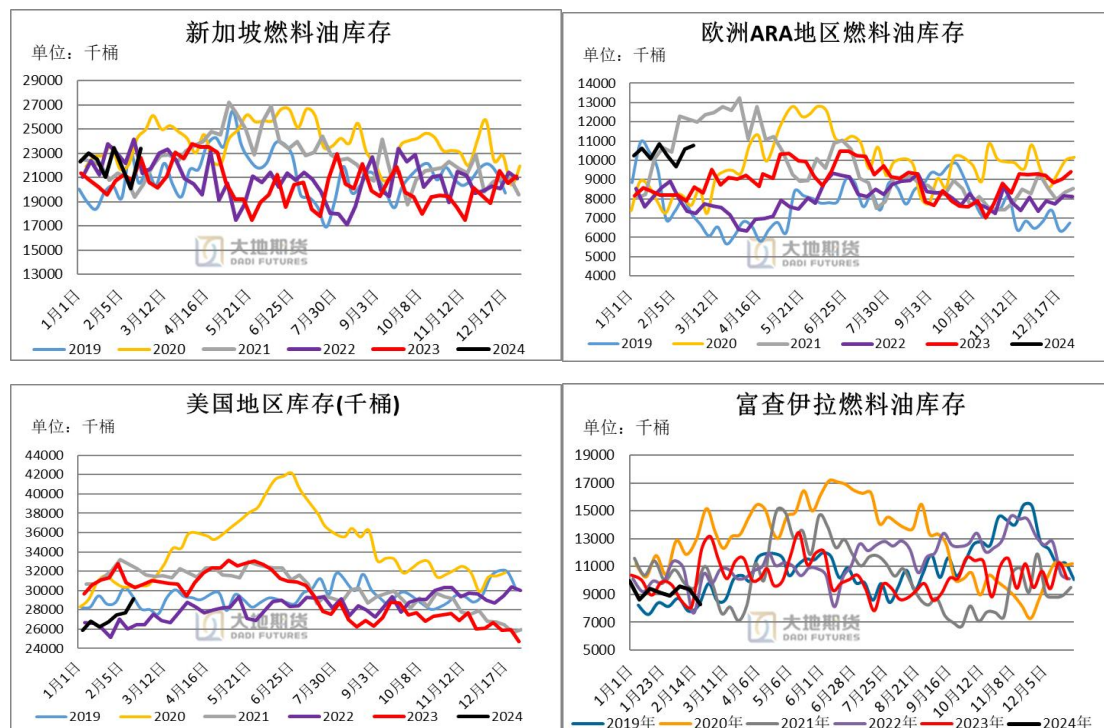 新加坡燃料油库存
单位：千桶
29000
27000
25000
23000
21000
19000
17000
15000
13000
大地期货
DADI FUTURES
1月1日 2月5日 3月12日 4月16日 5月21日 6月25日 7月30日 9月3日 10月8日 11月12日 12月17日
2019 2020 2021 2022 2023 2024
欧洲ARA地区燃料油库存
单位：千桶
14000
13000
12000
11000
10000
9000
8000
7000
6000
5000
4000
大地期货
DADI FUTURES
1月1日 2月5日 3月12日 4月16日 5月21日 6月25日 7月30日 9月3日 10月8日 11月12日 12月17日
2019 2020 2021 2022 2023 2024
美国地区库存(千桶)
单位：千桶
44000
42000
40000
38000
36000
34000
32000
30000
28000
26000
24000
大地期货
DADI FUTURES
1月1日 2月5日 3月12日 4月16日 5月21日 6月25日 7月30日 9月3日 10月8日 11月12日 12月17日
2019 2020 2021 2022 2023 2024
富查伊拉燃料油库存
单位：千桶
19000
17000
15000
13000
11000
9000
7000
5000
大地期货
DADI FUTURES
1月1日 1月23日 2月14日 3月11日 4月6日 5月6日 6月1日 6月28日 7月29日 8月21日 9月16日 10月12日 11月8日 12月5日
2019年 2020年 2021年 2022年 2023年 2024年